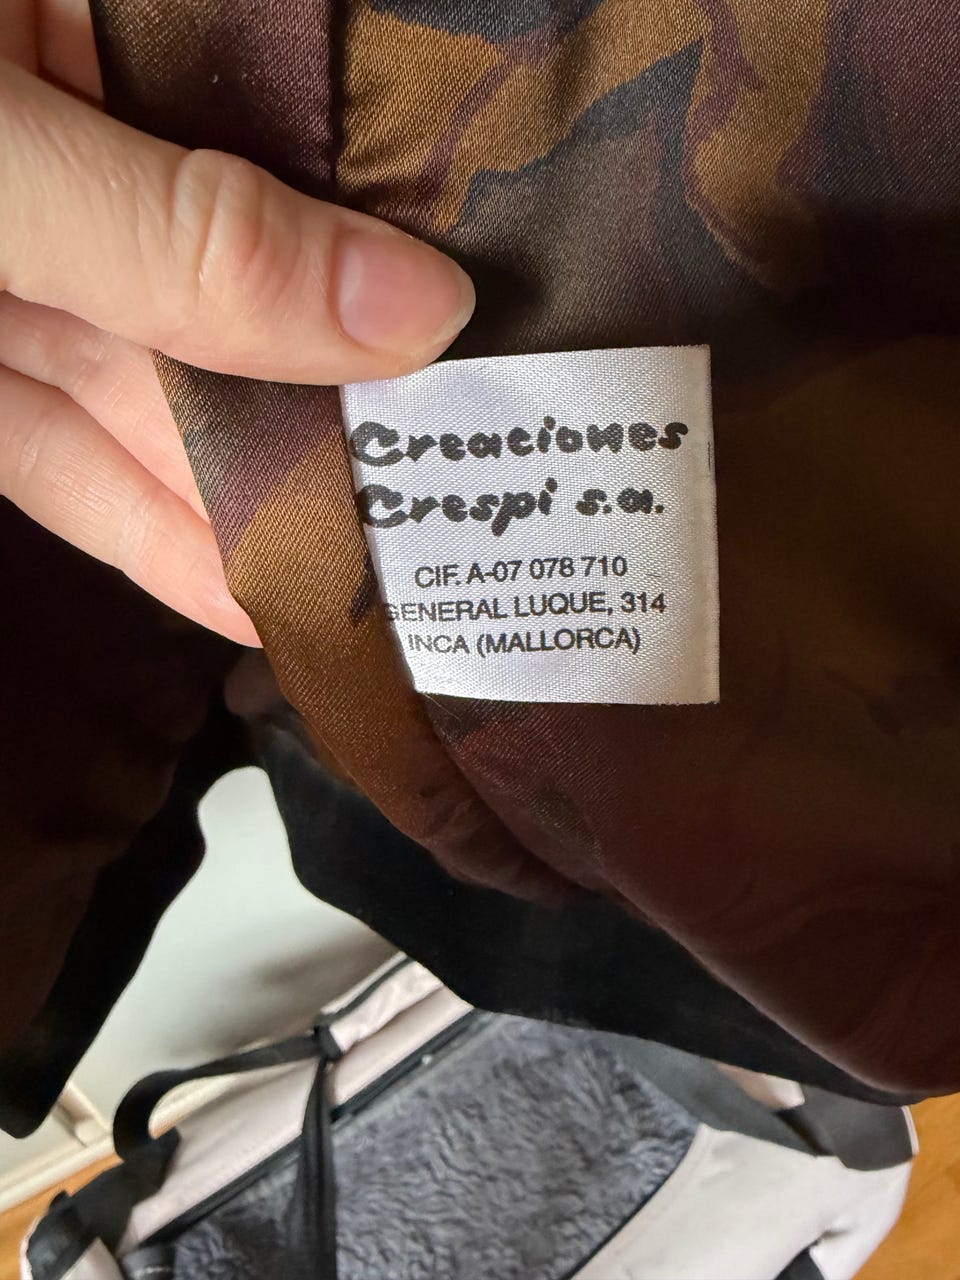 Creaciones
Crespi s.a.
CIF. A-07 078 710
GENERAL LUQUE, 314
INCA (MALLORCA)